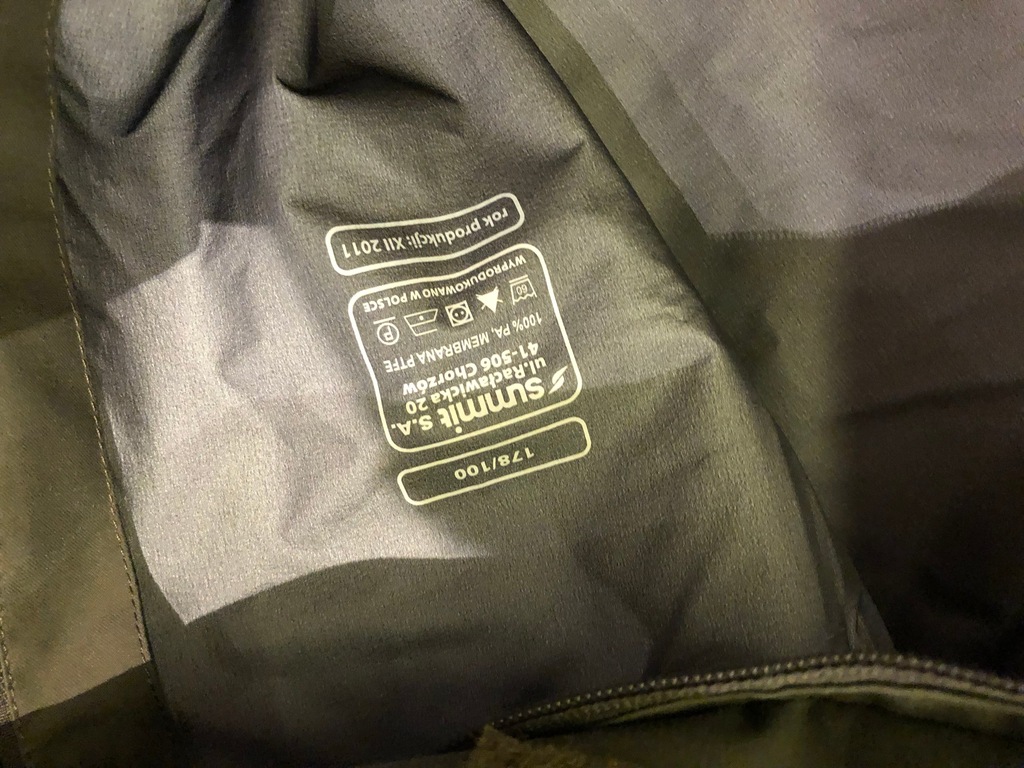 178/100
summit S.A.
ul.Racławicka 20
41-506 Chorzów
100% PA, MEMBRANA PTFE
60 P
WYPRODUKOWANO W POLSCE
rok produkcji: XII 2011